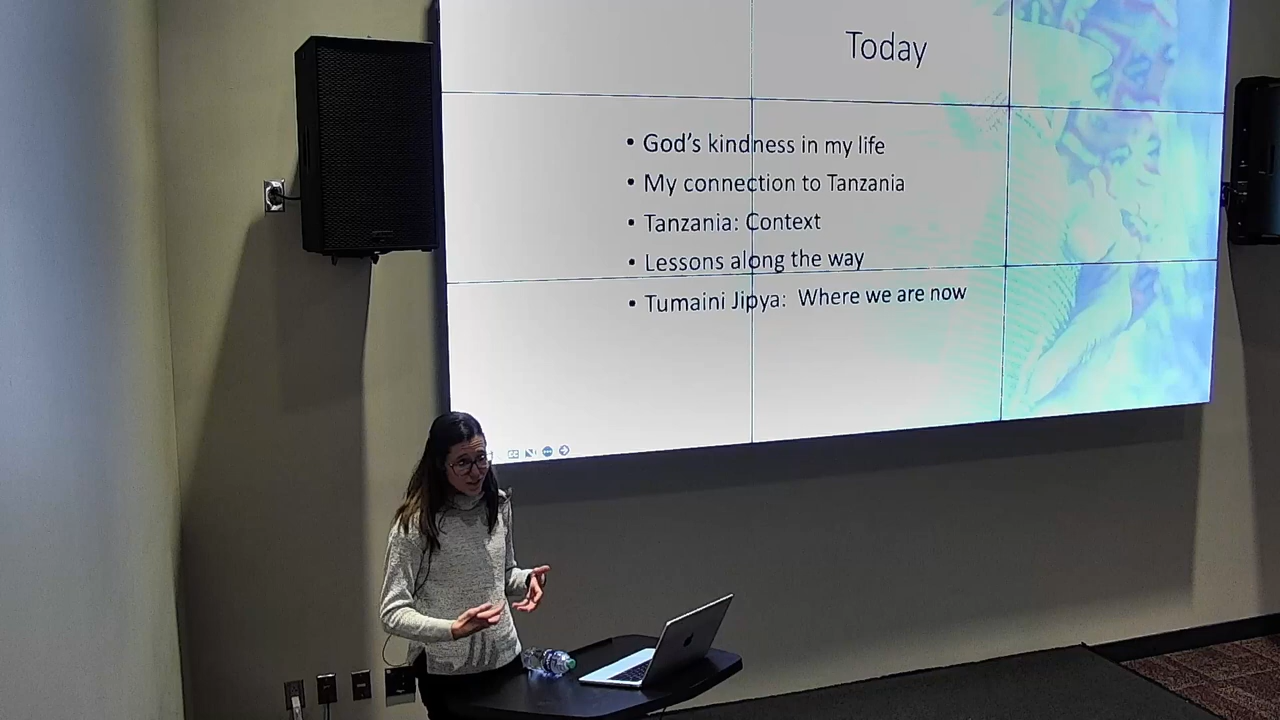 Today
• God's kindness in my life
• My connection to Tanzania
• Tanzania: Context
• Lessons along the way
• Tumaini Jipya: Where we are now